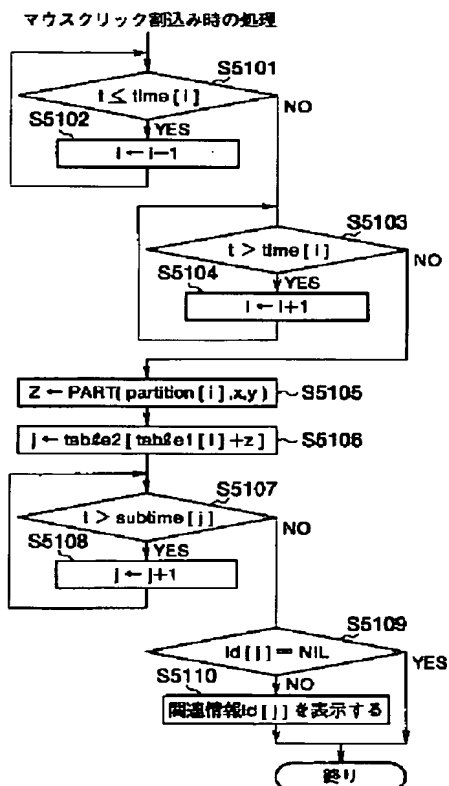 マウスクリック割込み時の処理
S5101
t ≤ time [ i ]
NO
S5102
YES
i ← i−1
S5103
t > time [ i ]
NO
S5104
YES
i ← i+1
Z ← PART( partition [ i ] ,x,y )
S5105
j ← table2 [ table1 [ i ] +z ]
S5106
S5107
t > subtime [ j ]
NO
S5108
YES
j ← j+1
S5109
id [ j ] = NIL
YES
S5110
NO
関連情報id [ j ] を表示する
終り